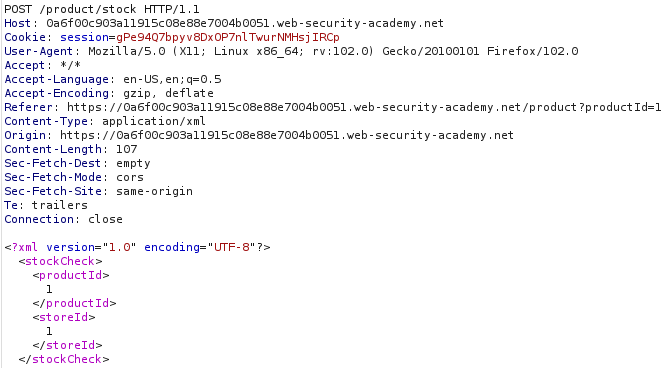 POST /product/stock HTTP/1.1
Host: 0a6f00c903a11915c08e88e7004b0051.web-security-academy.net
Cookie: session=gPe94Q7bpyv8DxOP7nlTwurNMHsjIRCp
User-Agent: Mozilla/5.0 (X11; Linux x86_64; rv:102.0) Gecko/20100101 Firefox/102.0
Accept: */*
Accept-Language: en-US,en;q=0.5
Accept-Encoding: gzip, deflate
Referer: https://0a6f00c903a11915c08e88e7004b0051.web-security-academy.net/product?productId=1
Content-Type: application/xml
Origin: https://0a6f00c903a11915c08e88e7004b0051.web-security-academy.net
Content-Length: 107
Sec-Fetch-Dest: empty
Sec-Fetch-Mode: cors
Sec-Fetch-Site: same-origin
Te: trailers
Connection: close

<?xml version="1.0" encoding="UTF-8"?>
  <stockCheck>
    <productId>
      1
    </productId>
    <storeId>
      1
    </storeId>
  </stockCheck>